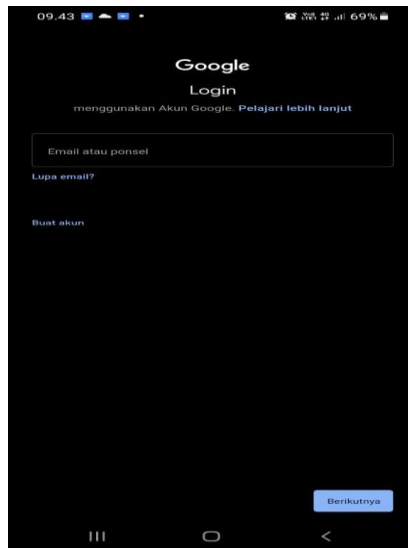 09.43 69%
Google
Login
menggunakan Akun Google. Pelajari lebih lanjut
Email atau ponsel
Lupa email?
Buat akun
Berikutnya